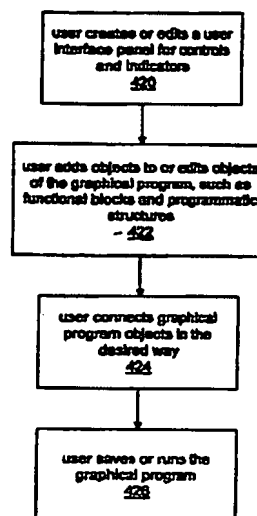 user creates or edits a user
interface panel for controls
and indicators
420
user adds objects to or edits objects
of the graphical program, such as
functional blocks and programmatic
structures
422
user connects graphical
program objects in the
desired way
424
user saves or runs the
graphical program
426